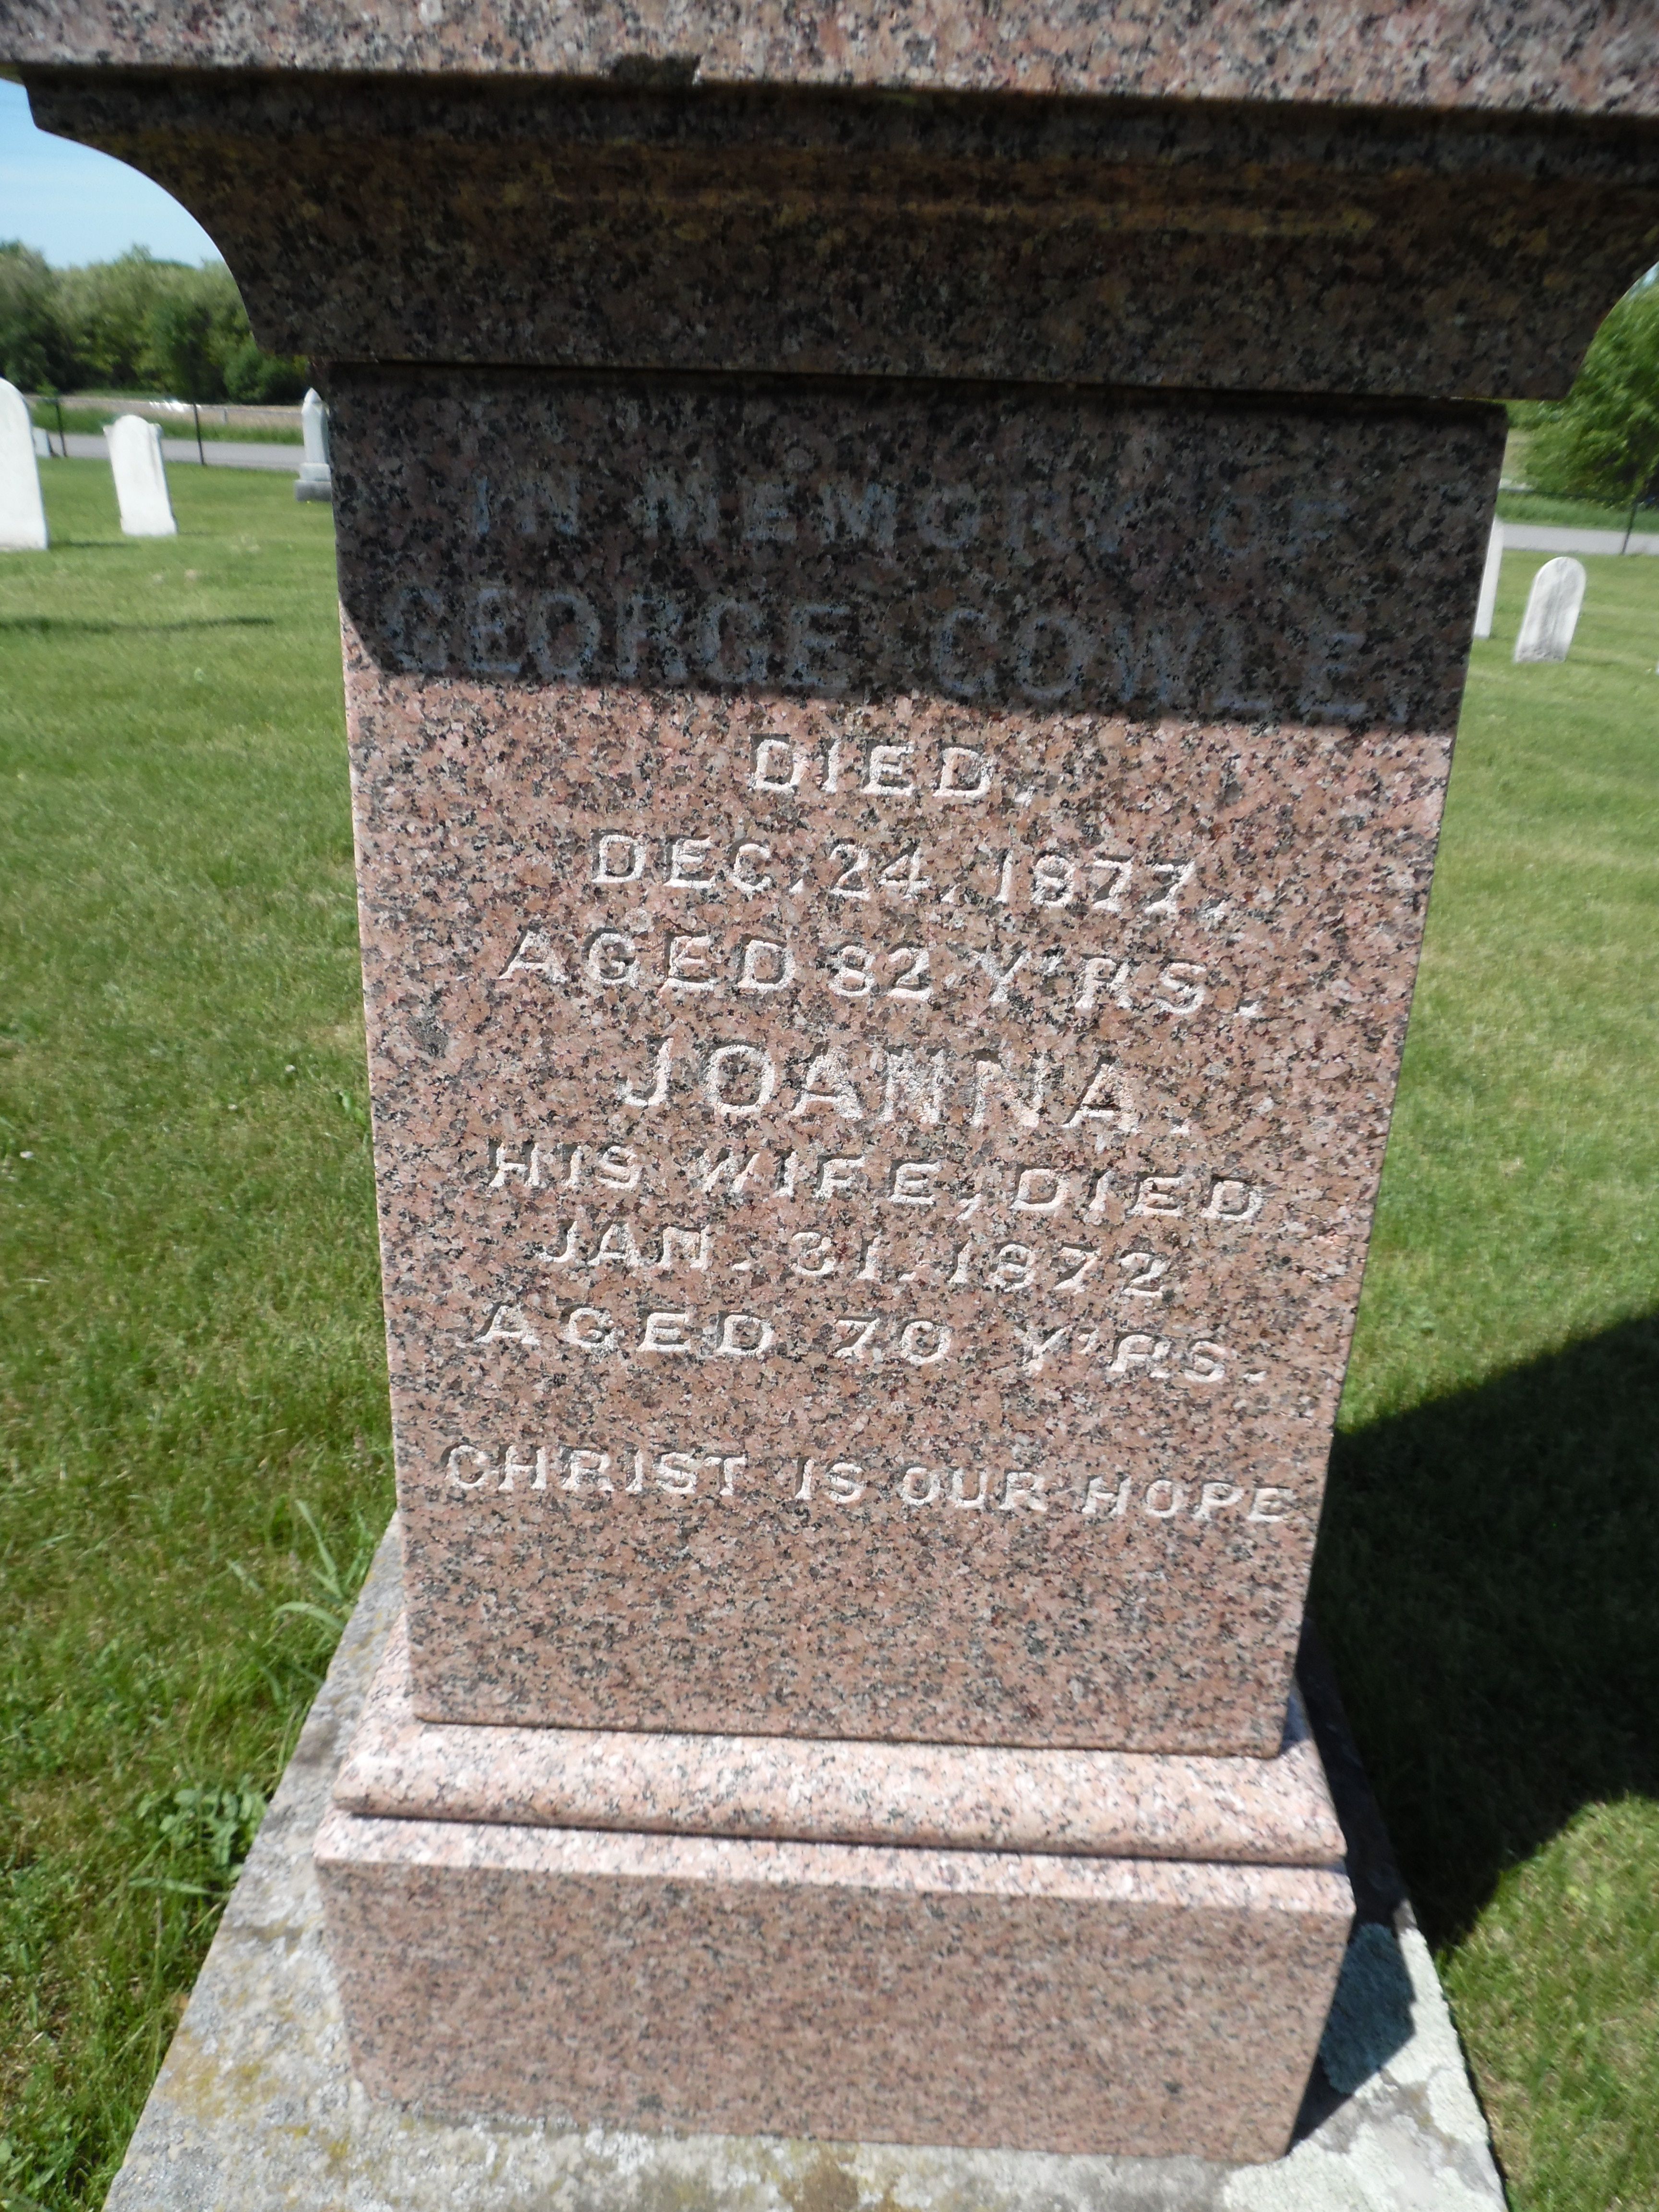 IN MEMORY OF
GEORGE COWLE,
DIED.
DEC. 24. 1877.
AGED 82 Y'RS.
JOANNA.
HIS WIFE, DIED
JAN. 31. 1872
AGED 70 Y'RS.
CHRIST IS OUR HOPE